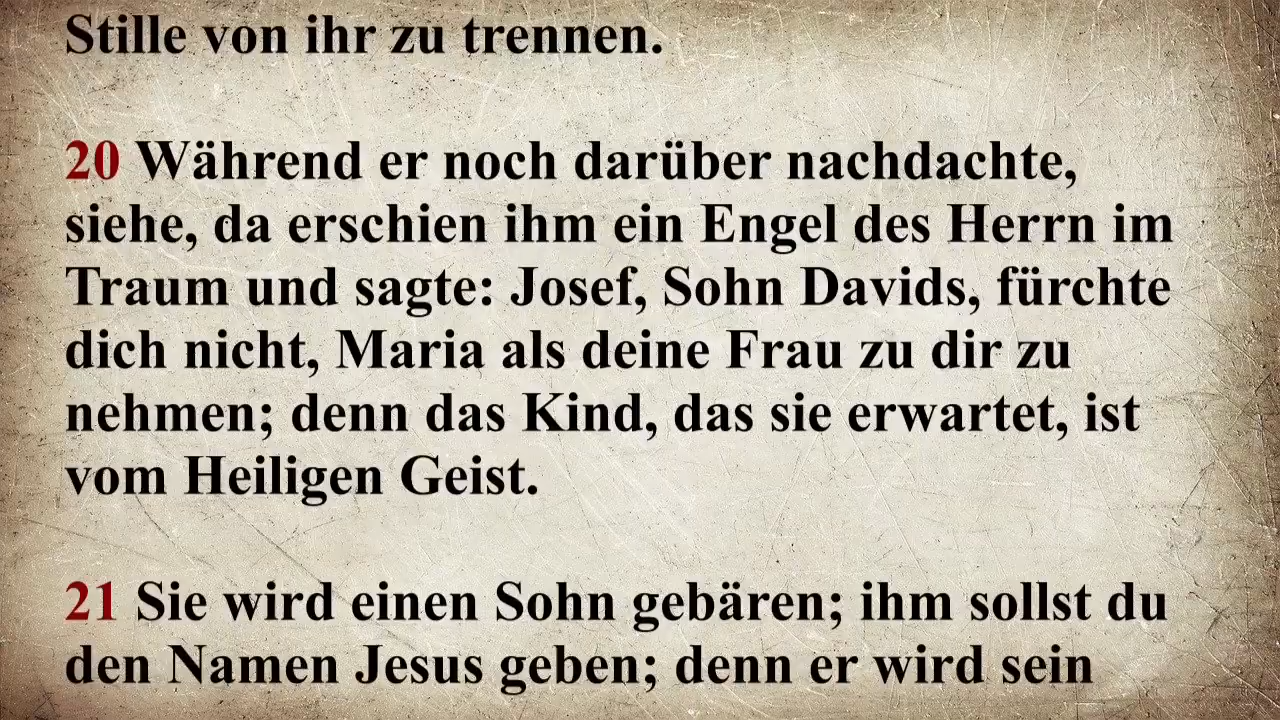 Stille von ihr zu trennen.
20 Während er noch darüber nachdachte,
siehe, da erschien ihm ein Engel des Herrn im
Traum und sagte: Josef, Sohn Davids, fürchte
dich nicht, Maria als deine Frau zu dir zu
nehmen; denn das Kind, das sie erwartet, ist
vom Heiligen Geist.
21 Sie wird einen Sohn gebären; ihm sollst du
den Namen Jesus geben; denn er wird sein